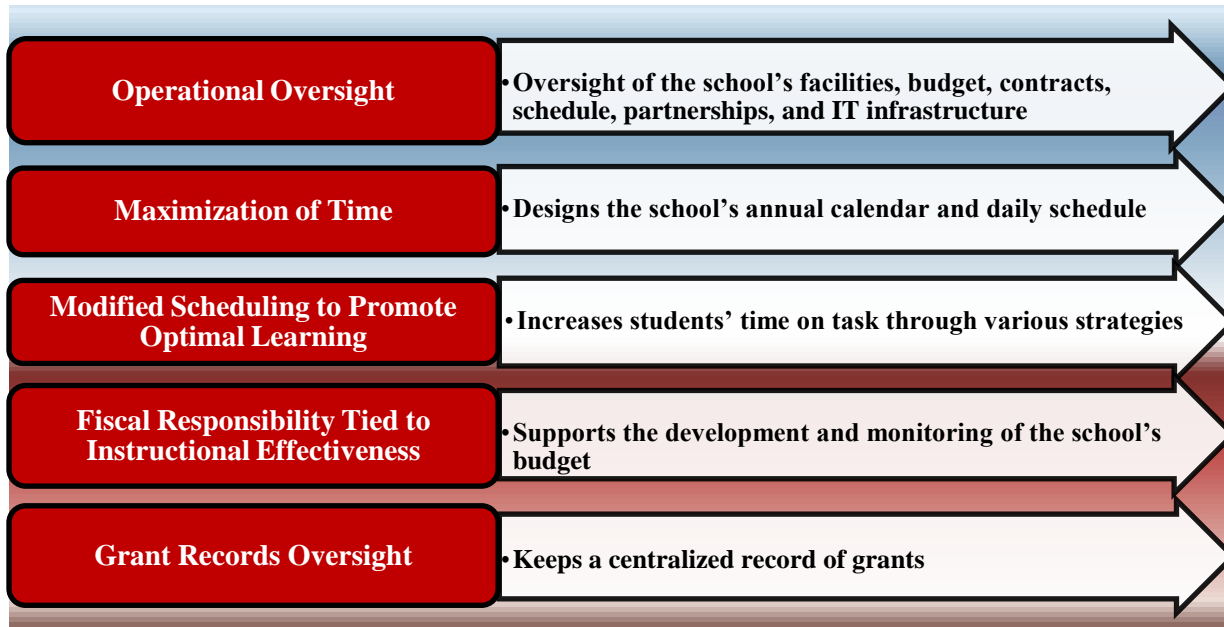 Operational Oversight
•Oversight of the school’s facilities, budget, contracts,
schedule, partnerships, and IT infrastructure
Maximization of Time
•Designs the school’s annual calendar and daily schedule
Modified Scheduling to Promote
Optimal Learning
•Increases students’ time on task through various strategies
Fiscal Responsibility Tied to
Instructional Effectiveness
•Supports the development and monitoring of the school’s
budget
Grant Records Oversight
•Keeps a centralized record of grants